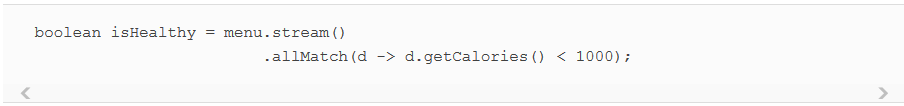 boolean isHealthy = menu.stream()
.allMatch(d -> d.getCalories() < 1000);